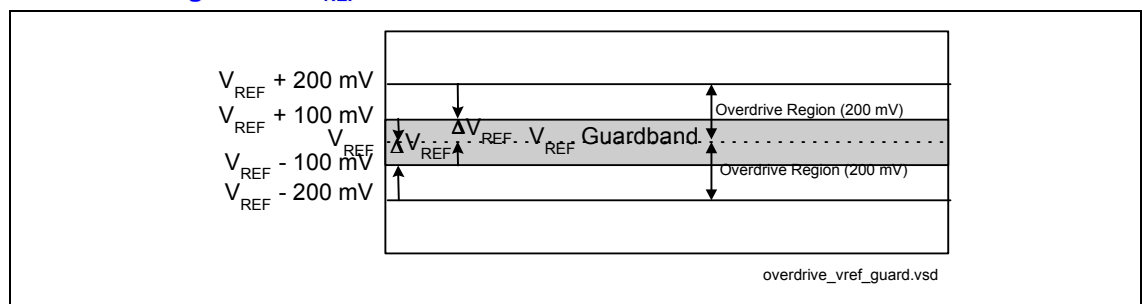 V_REF + 200 mV
V_REF + 100 mV
V_REF
V_REF - 100 mV
V_REF - 200 mV
ΔV_REF
ΔV_REF
V_REF Guardband
Overdrive Region (200 mV)
Overdrive Region (200 mV)
overdrive_vref_guard.vsd